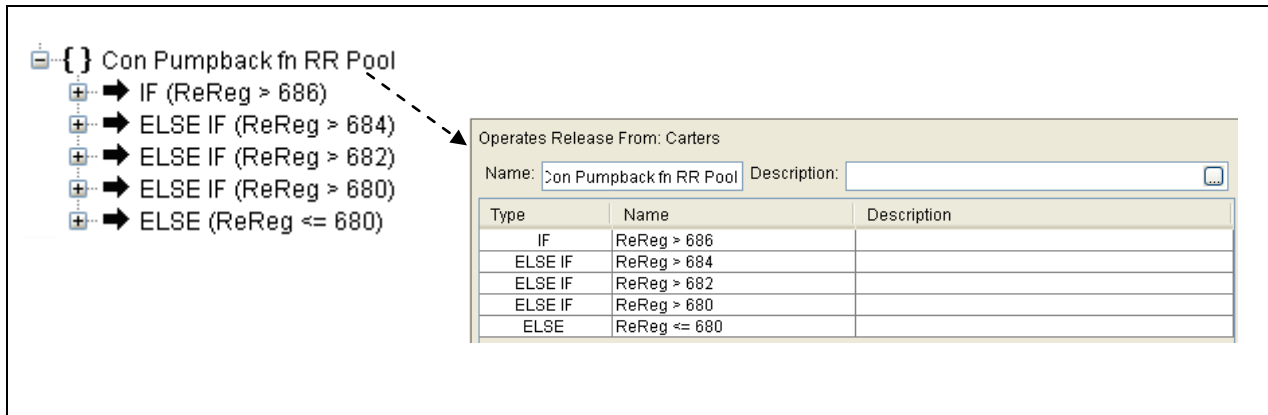 { } Con Pumpback fn RR Pool
IF (ReReg > 686)
ELSE IF (ReReg > 684)
ELSE IF (ReReg > 682)
ELSE IF (ReReg > 680)
ELSE (ReReg <= 680)
Operates Release From: Carters
Name: Con Pumpback fn RR Pool Description: ...
Type Name Description
IF ReReg > 686
ELSE IF ReReg > 684
ELSE IF ReReg > 682
ELSE IF ReReg > 680
ELSE ReReg <= 680